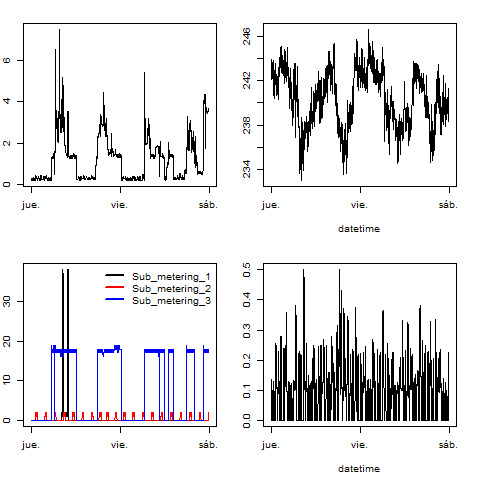 6
4
2
0
jue.
vie.
sáb.
246
242
238
234
jue.
vie.
sáb.
datetime
30
20
10
0
Sub_metering_1
Sub_metering_2
Sub_metering_3
jue.
vie.
sáb.
0.5
0.4
0.3
0.2
0.1
0.0
jue.
vie.
sáb.
datetime